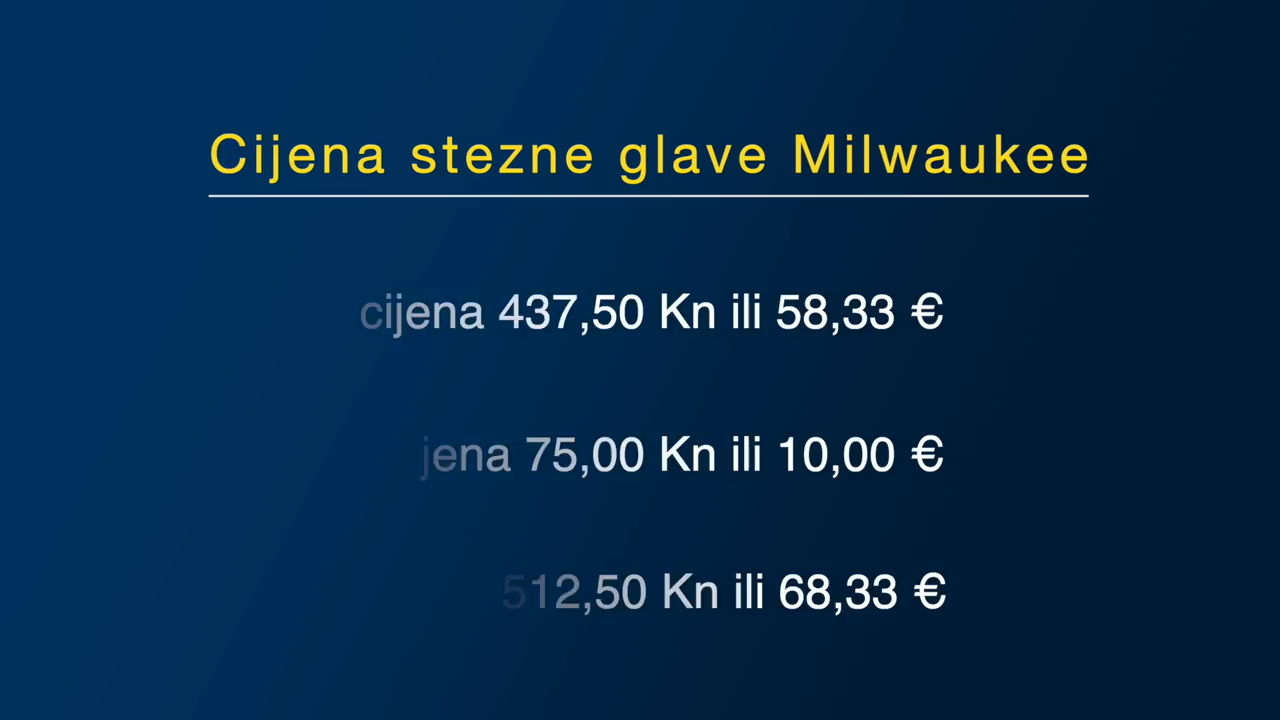 Cijena stezne glave Milwaukee
cijena 437,50 Kn ili 58,33 €
jena 75,00 Kn ili 10,00 €
512,50 Kn ili 68,33 €